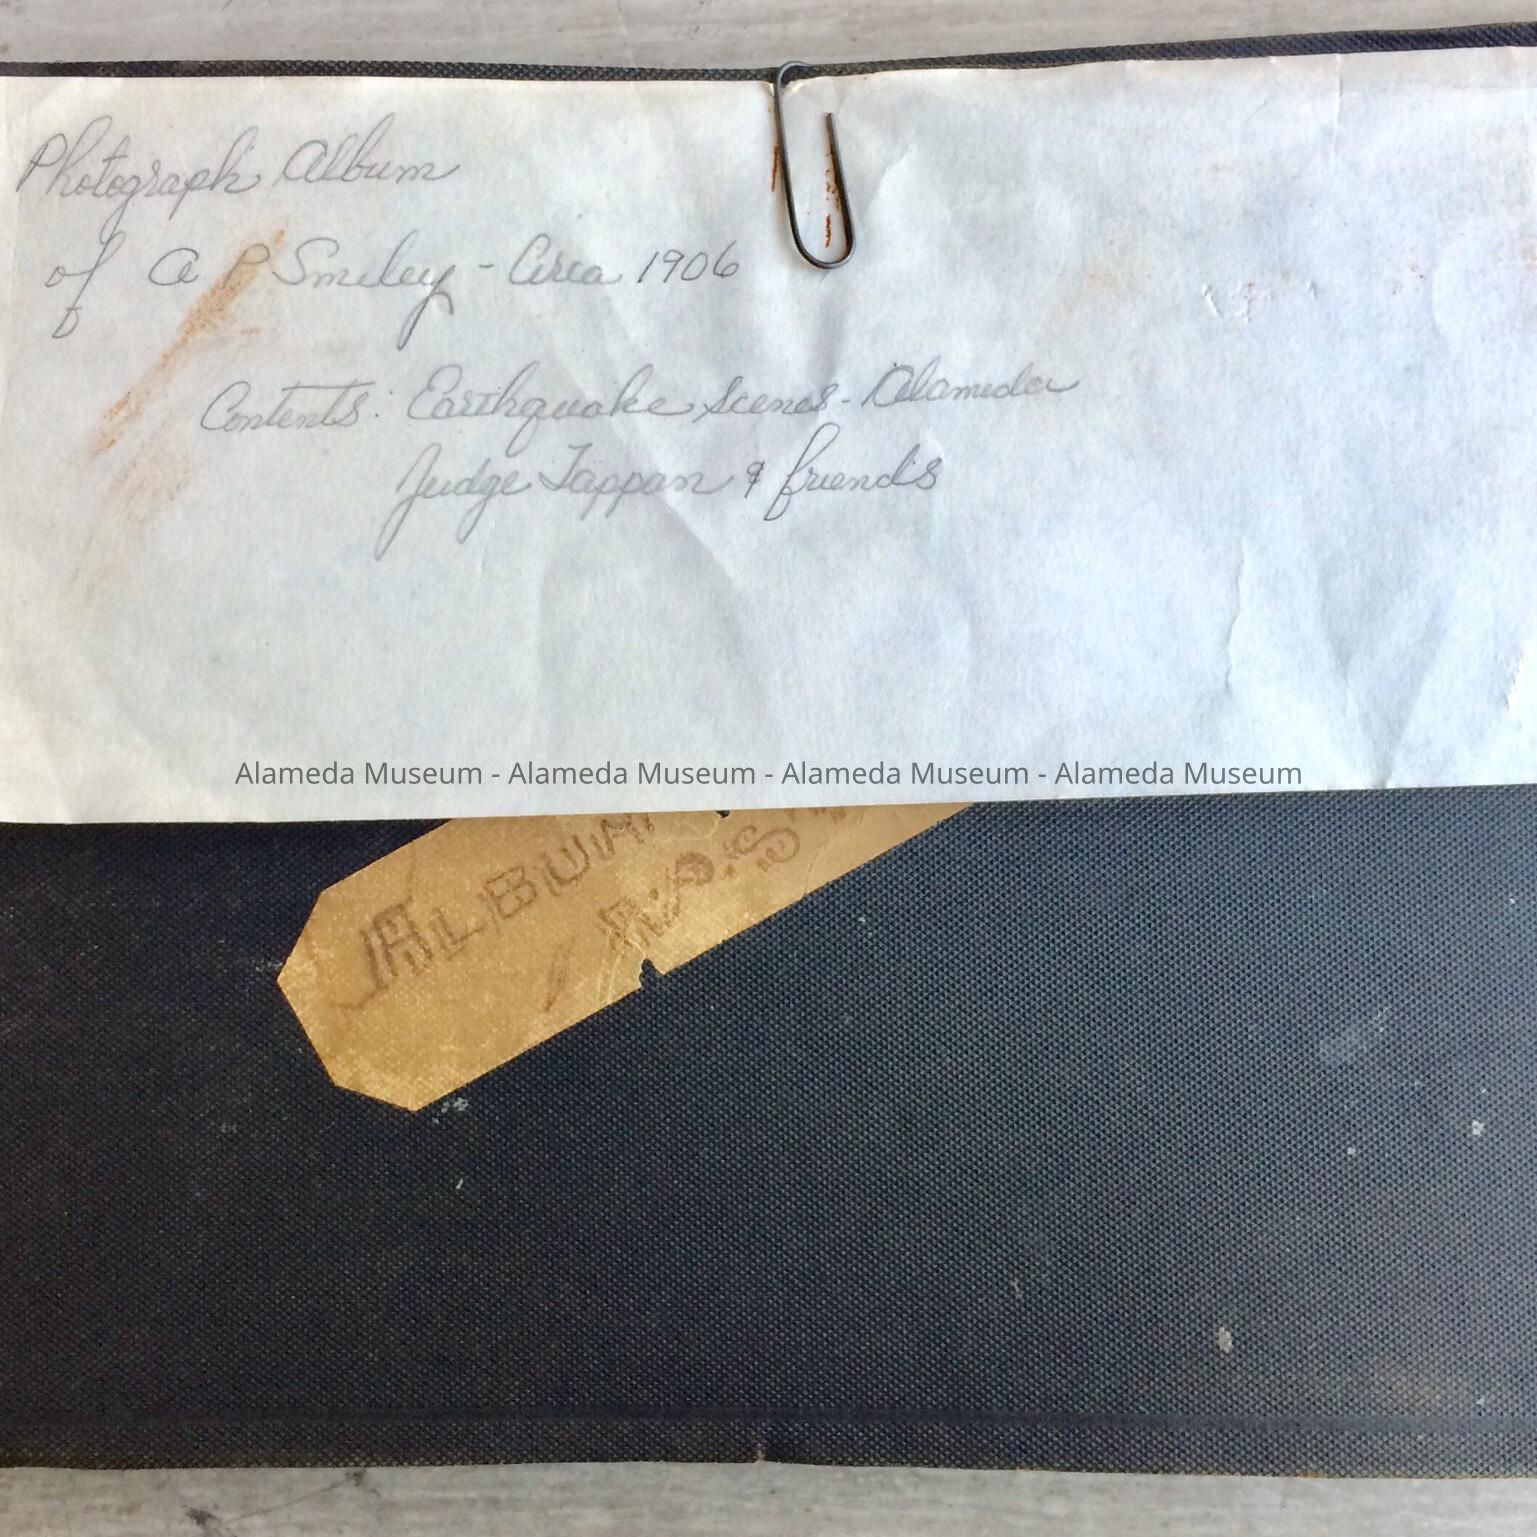 Photograph Album
of A P Smiley - Circa 1906
Contents: Earthquake scenes - Alameda
Judge Tappan & friends
Alameda Museum - Alameda Museum - Alameda Museum - Alameda Museum